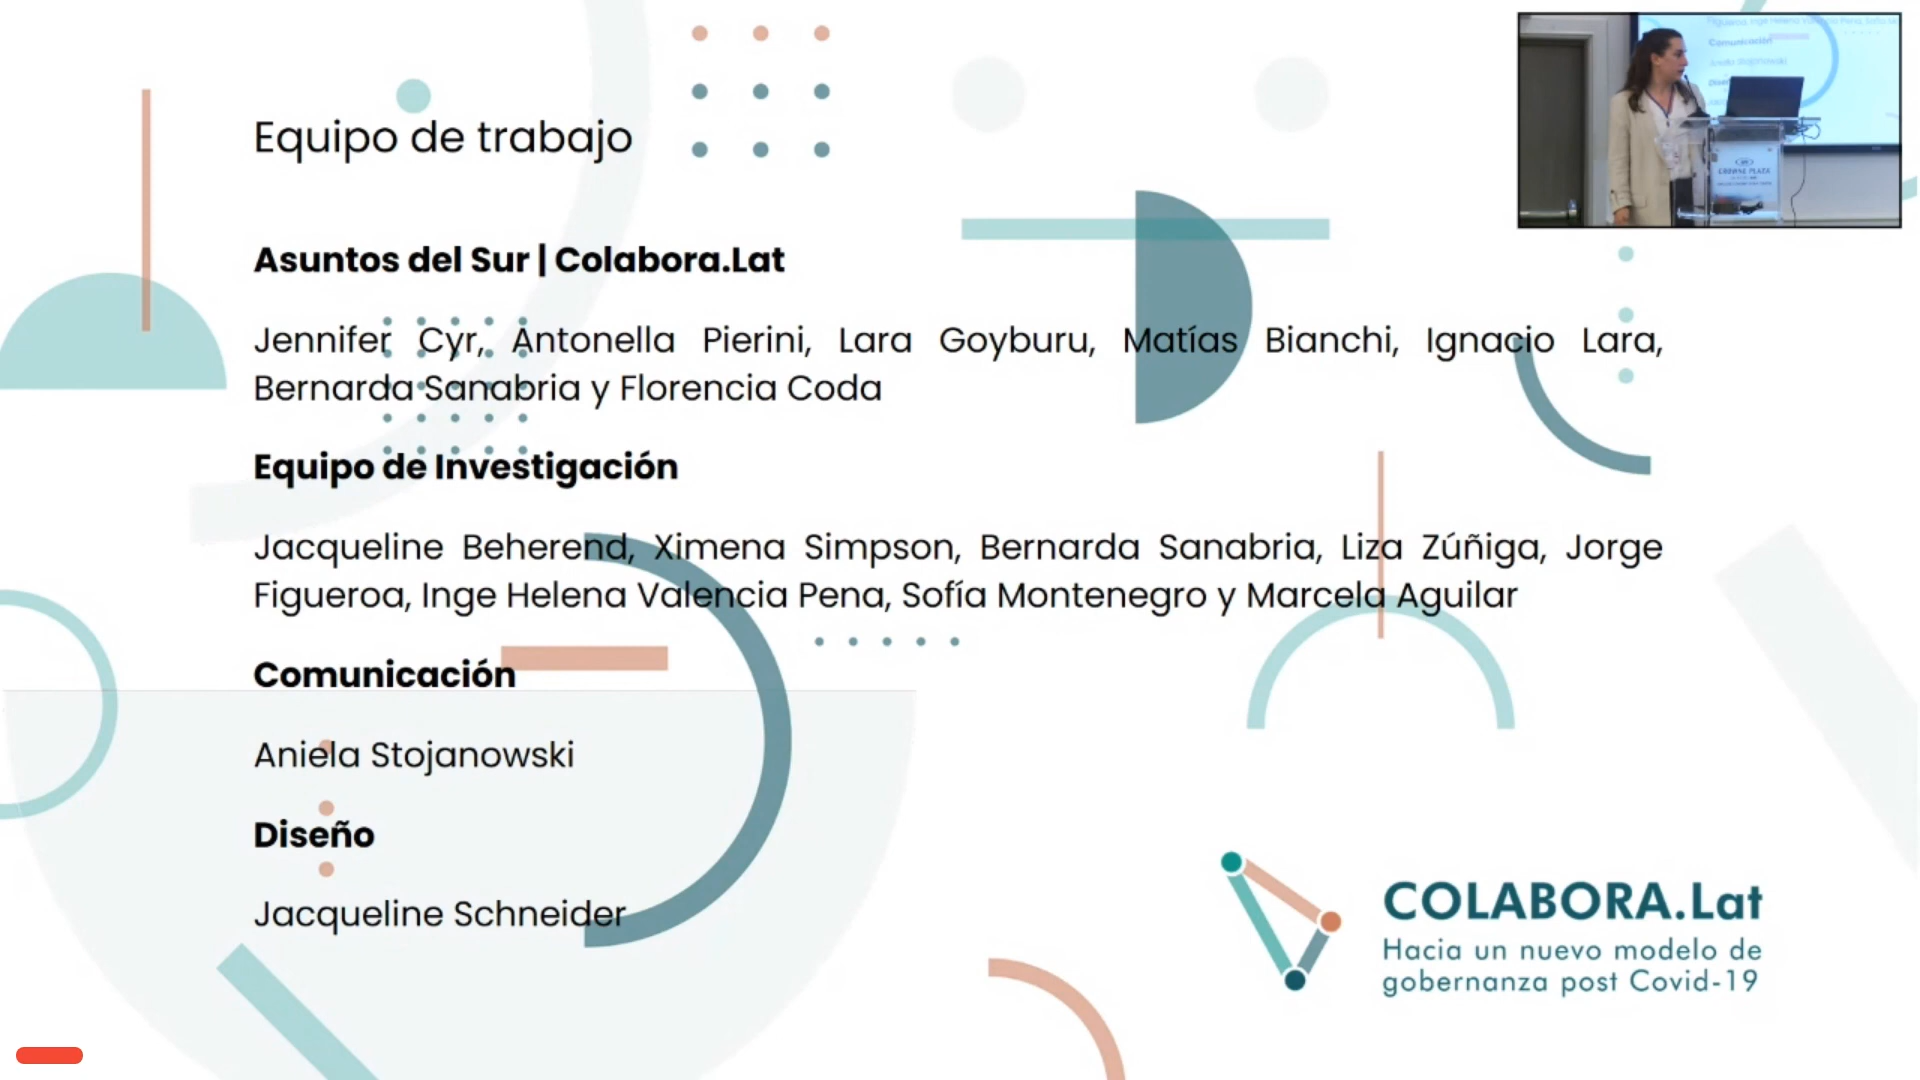 Equipo de trabajo
Asuntos del Sur | Colabora.Lat
Jennifer Cyr, Antonella Pierini, Lara Goyburu, Matías Bianchi, Ignacio Lara,
Bernarda Sanabria y Florencia Coda
Equipo de Investigación
Jacqueline Beherend, Ximena Simpson, Bernarda Sanabria, Liza Zúñiga, Jorge
Figueroa, Inge Helena Valencia Pena, Sofía Montenegro y Marcela Aguilar
Comunicación
Aniela Stojanowski
Diseño
Jacqueline Schneider
COLABORA.Lat
Hacia un nuevo modelo de
gobernanza post Covid-19
Comunicación
CROWNE PLAZA